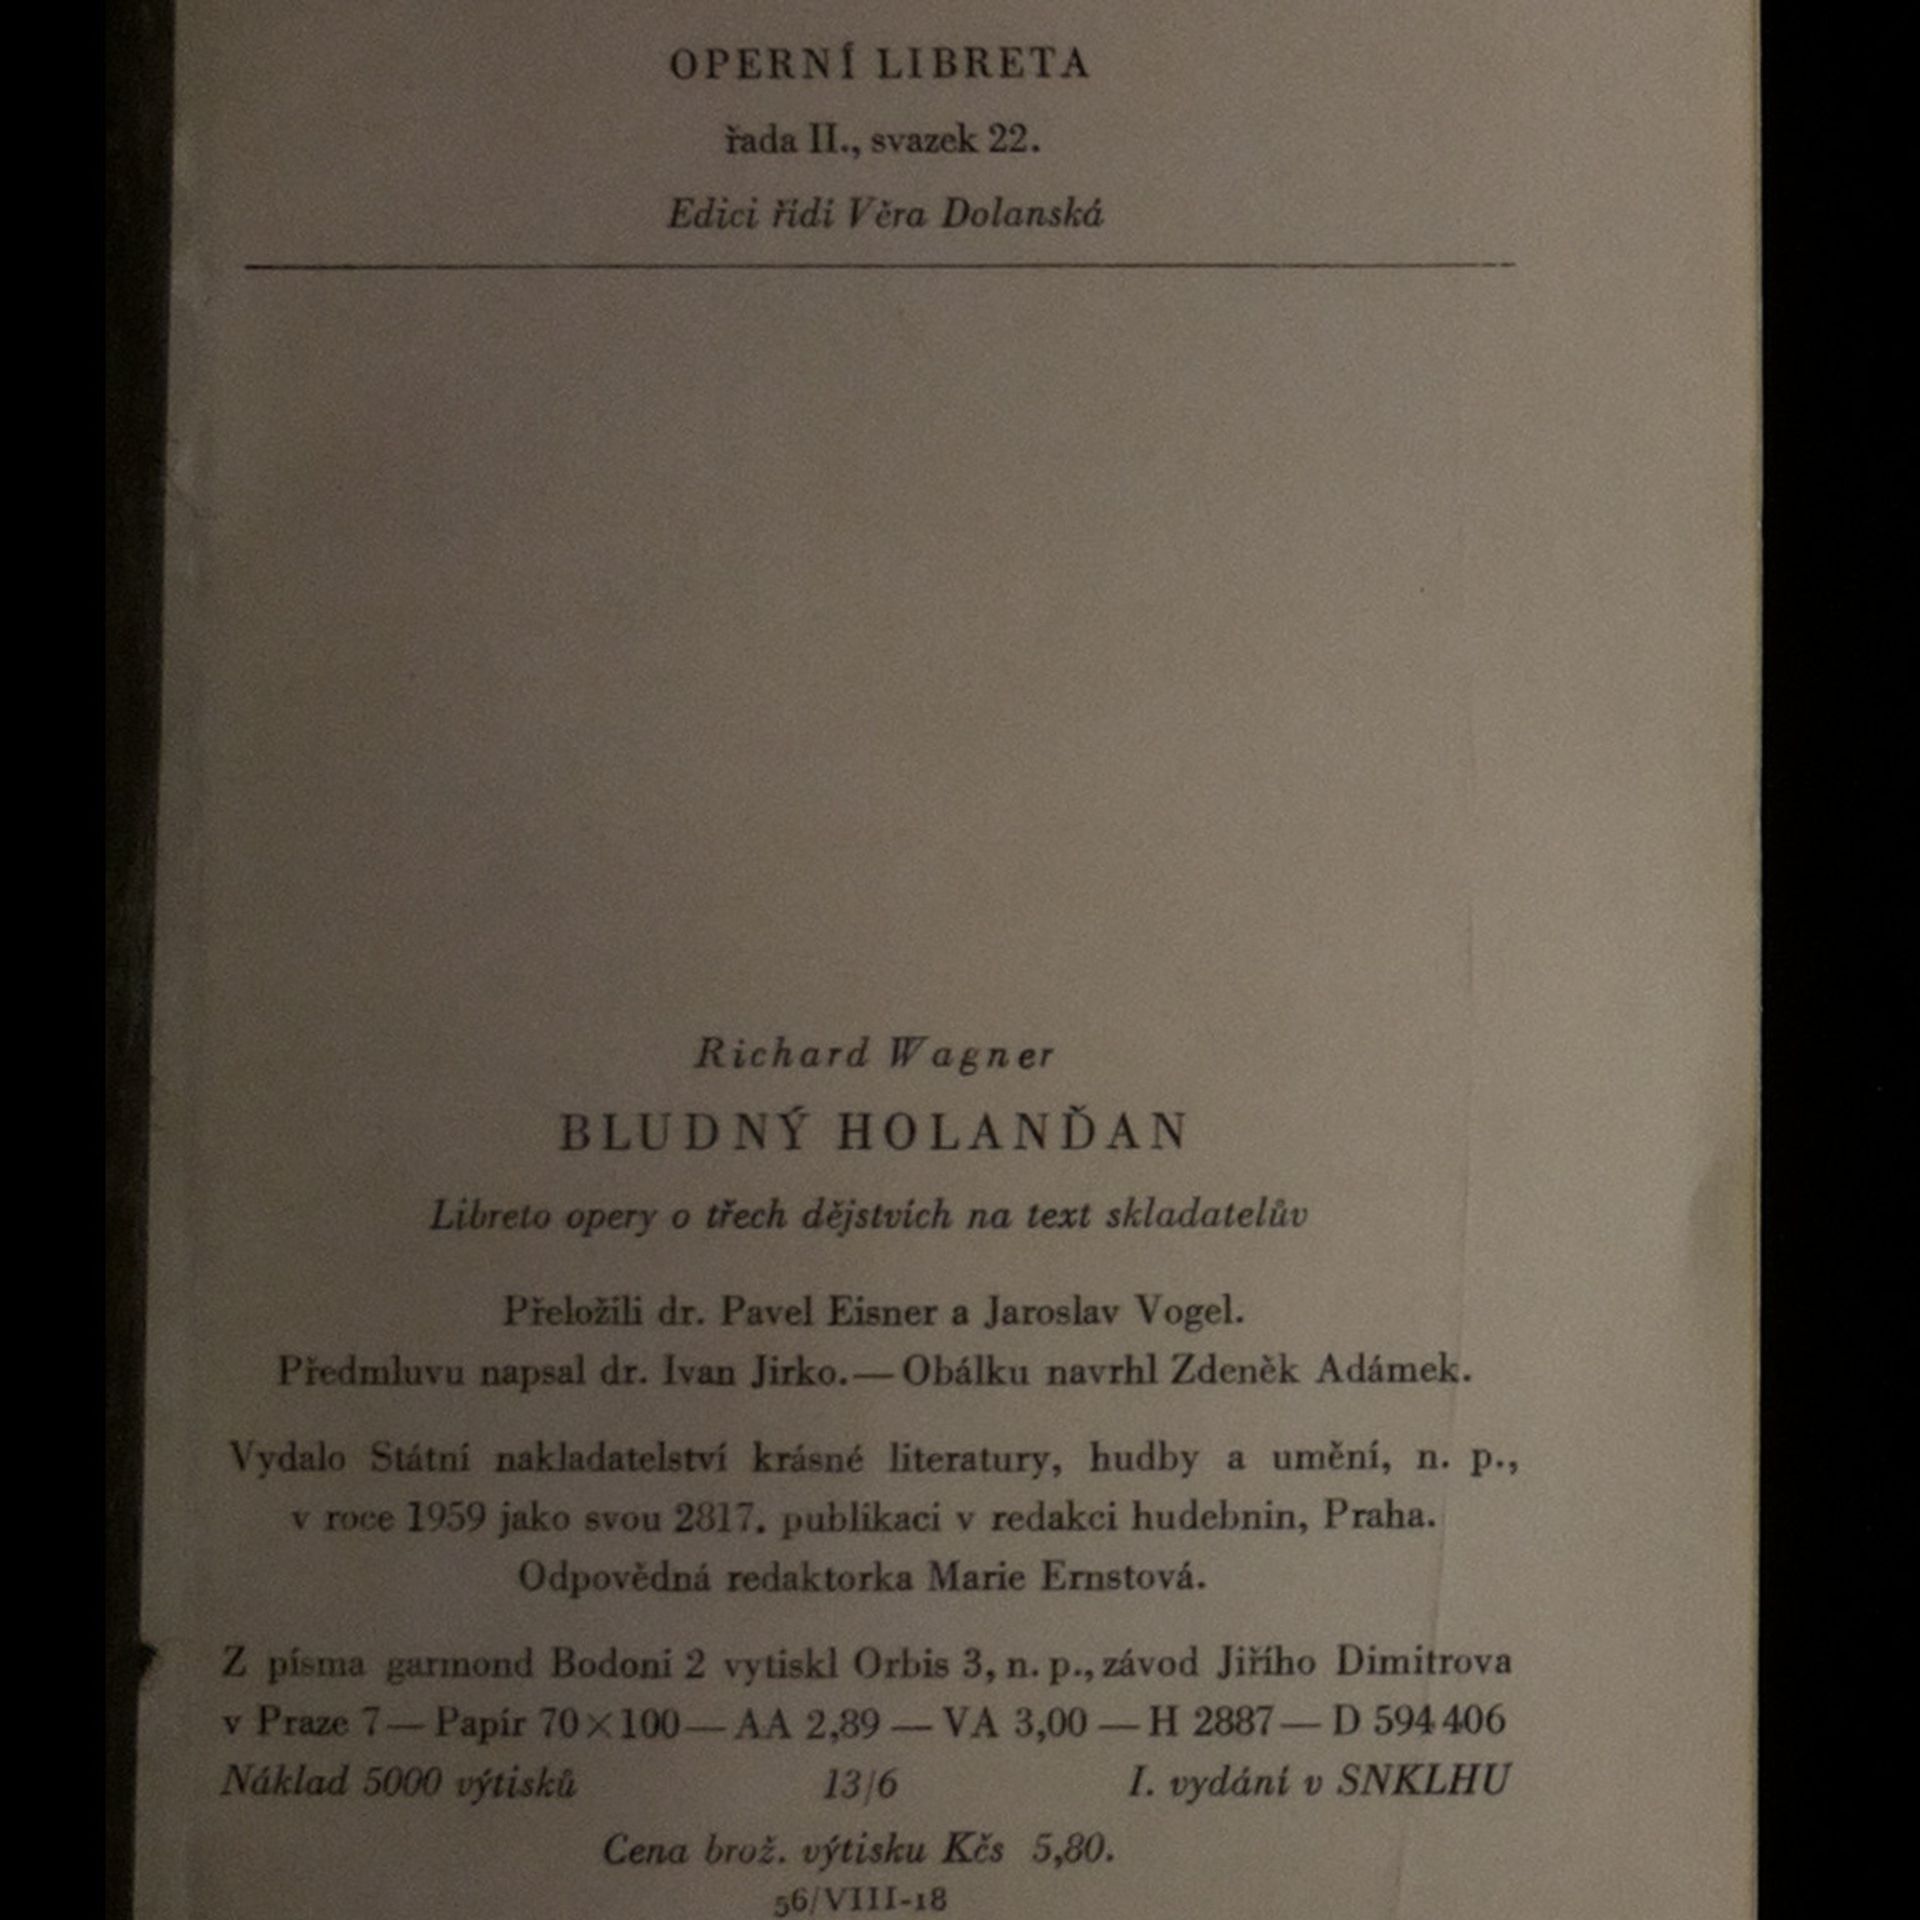 OPERNÍ LIBRETA
řada II., svazek 22.
Edici řídí Věra Dolanská
Richard Wagner
BLUDNÝ HOLANĎAN
Libreto opery o třech dějstvích na text skladatelův
Přeložili dr. Pavel Eisner a Jaroslav Vogel.
Předmluvu napsal dr. Ivan Jirko.—Obálku navrhl Zdeněk Adámek.
Vydalo Státní nakladatelství krásné literatury, hudby a umění, n. p.,
v roce 1959 jako svou 2817. publikaci v redakci hudebnin, Praha.
Odpovědná redaktorka Marie Ernstová.
Z písma garmond Bodoni 2 vytiskl Orbis 3, n. p., závod Jiřího Dimitrova
v Praze 7—Papír 70×100—AA 2,89—VA 3,00—H 2887—D 594406
Náklad 5000 výtisků 13/6 I. vydání v SNKLHU
Cena brož. výtisku Kčs 5,80.
56/VIII-18